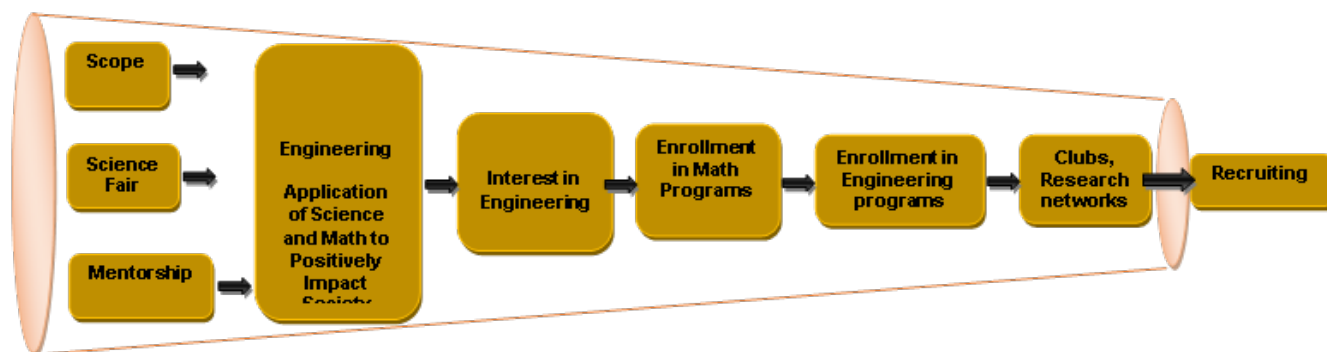 Scope
Science
Fair
Mentorship
Engineering
Application
of Science
and Math to
Positively
Impact
Society
Interest in
Engineering
Enrollment
in Math
Programs
Enrollment in
Engineering
programs
Clubs,
Research
networks
Recruiting